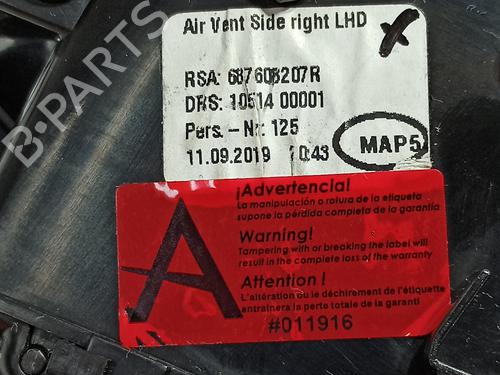 Air Vent Side right LHD
X
RSA: 687608207R
DRS: 10514 00001
Pers. - Nr: 125
11.09.2019 10:43
MAP5
B-PARTS
A
¡Advertencia!
La manipulación o rotura de la etiqueta
supone la pérdida completa de la garantía
Warning!
Tampering with or breaking the label will
result in the complete loss of the warranty
Attention !
L'altération ou le déchirement de l'étiquette
entraînera la perte totale de la garanti
#011916